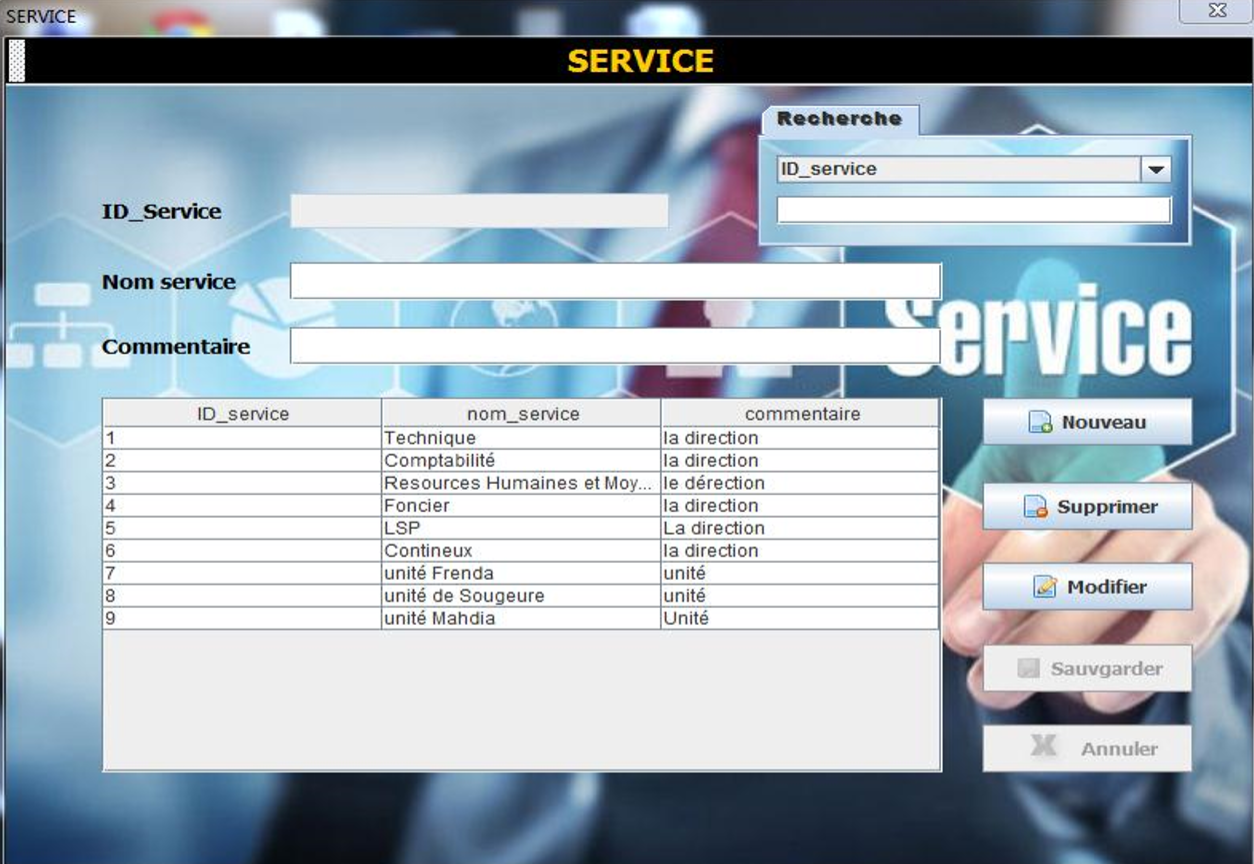 SERVICE
SERVICE
Recherche
ID_service
ID_Service
Nom service
Commentaire
Service
ID_service nom_service commentaire
1 Technique la direction
2 Comptabilité la direction
3 Resources Humaines et Moy... le dérection
4 Foncier la direction
5 LSP La direction
6 Contineux la direction
7 unité Frenda unité
8 unité de Sougeure unité
9 unité Mahdia Unité
Nouveau
Supprimer
Modifier
Sauvgarder
Annuler